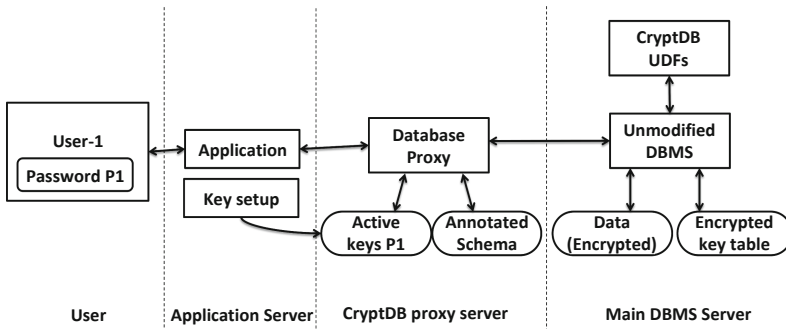 CryptDB
UDFs
User-1
Password P1
Application
Key setup
Database
Proxy
Unmodified
DBMS
Active
keys P1
Annotated
Schema
Data
(Encrypted)
Encrypted
key table
User
Application Server
CryptDB proxy server
Main DBMS Server